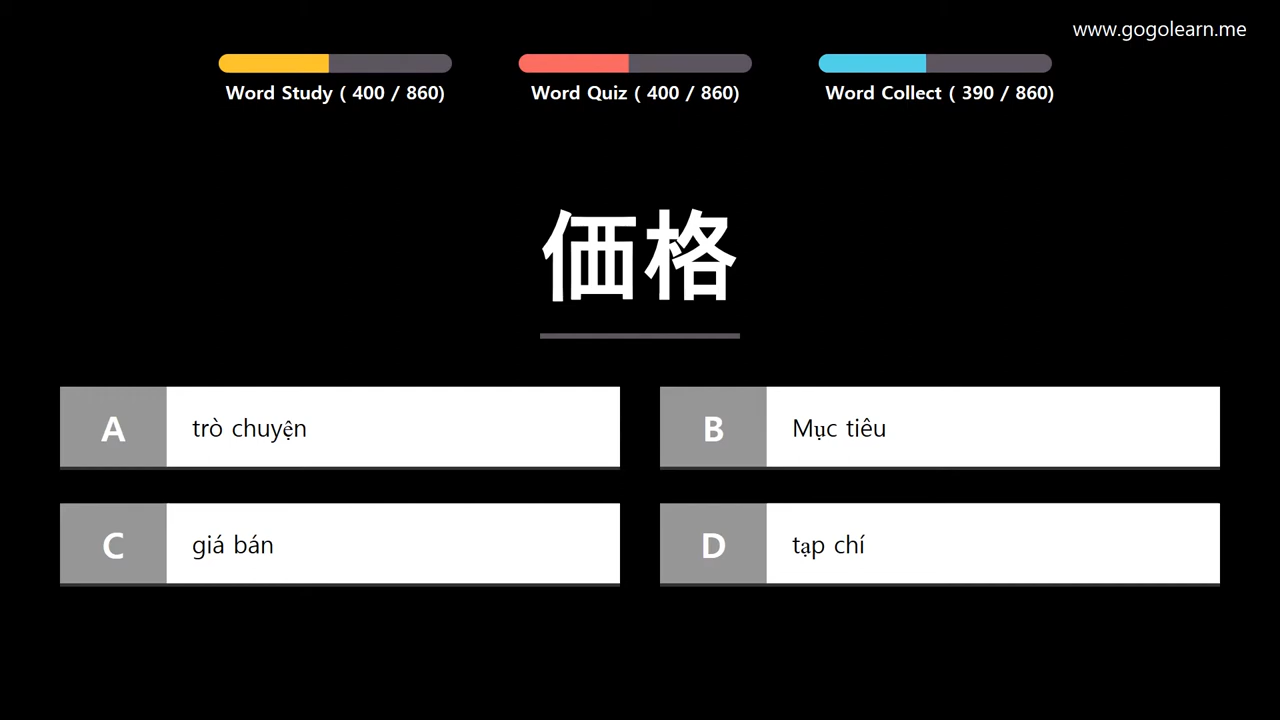 www.gogolearn.me
Word Study ( 400 / 860)
Word Quiz ( 400 / 860)
Word Collect ( 390 / 860)
価格
A trò chuyện
B Mục tiêu
C giá bán
D tạp chí